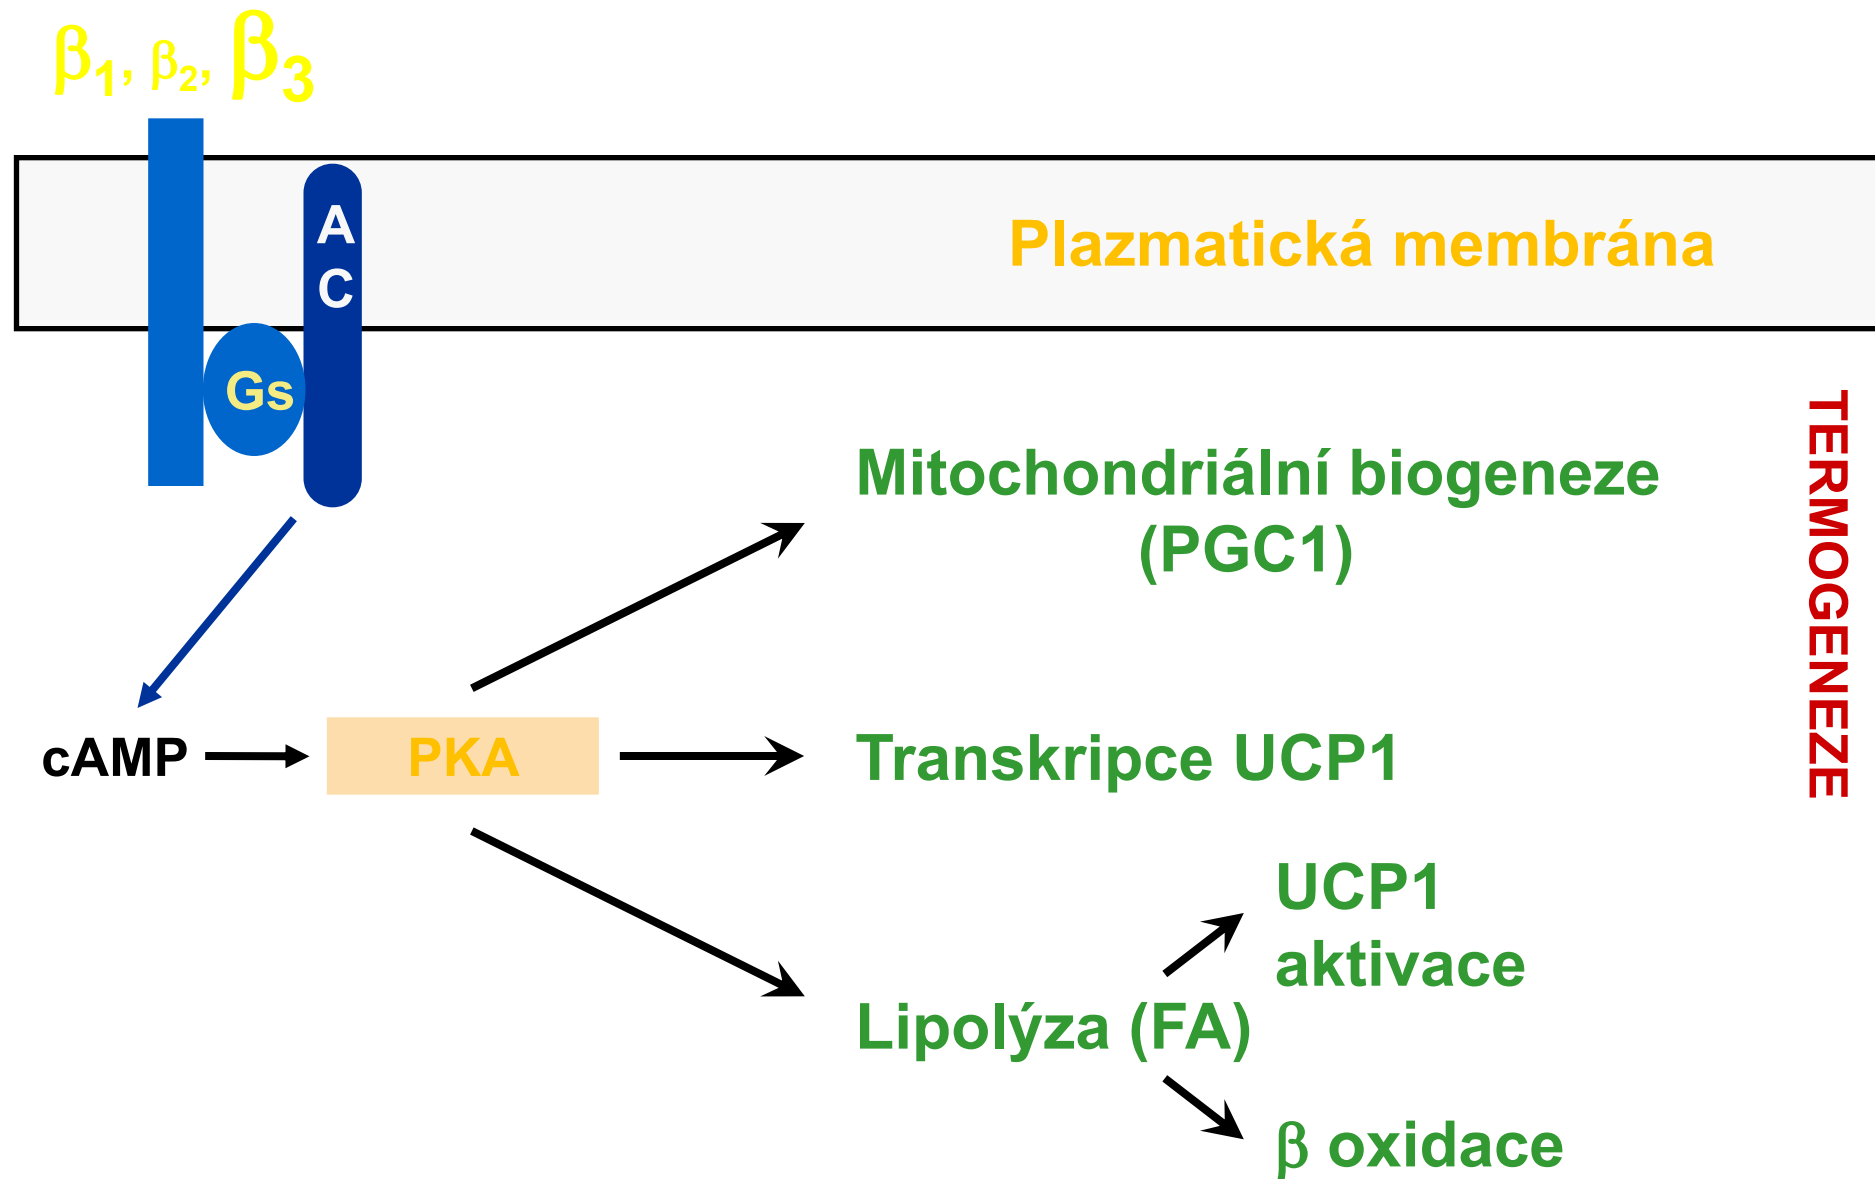 β1, β2, β3
A
C
Plazmatická membrána
Gs
TERMOGENEZE
Mitochondriální biogeneze
(PGC1)
cAMP
PKA
Transkripce UCP1
UCP1
aktivace
Lipolýza (FA)
β oxidace